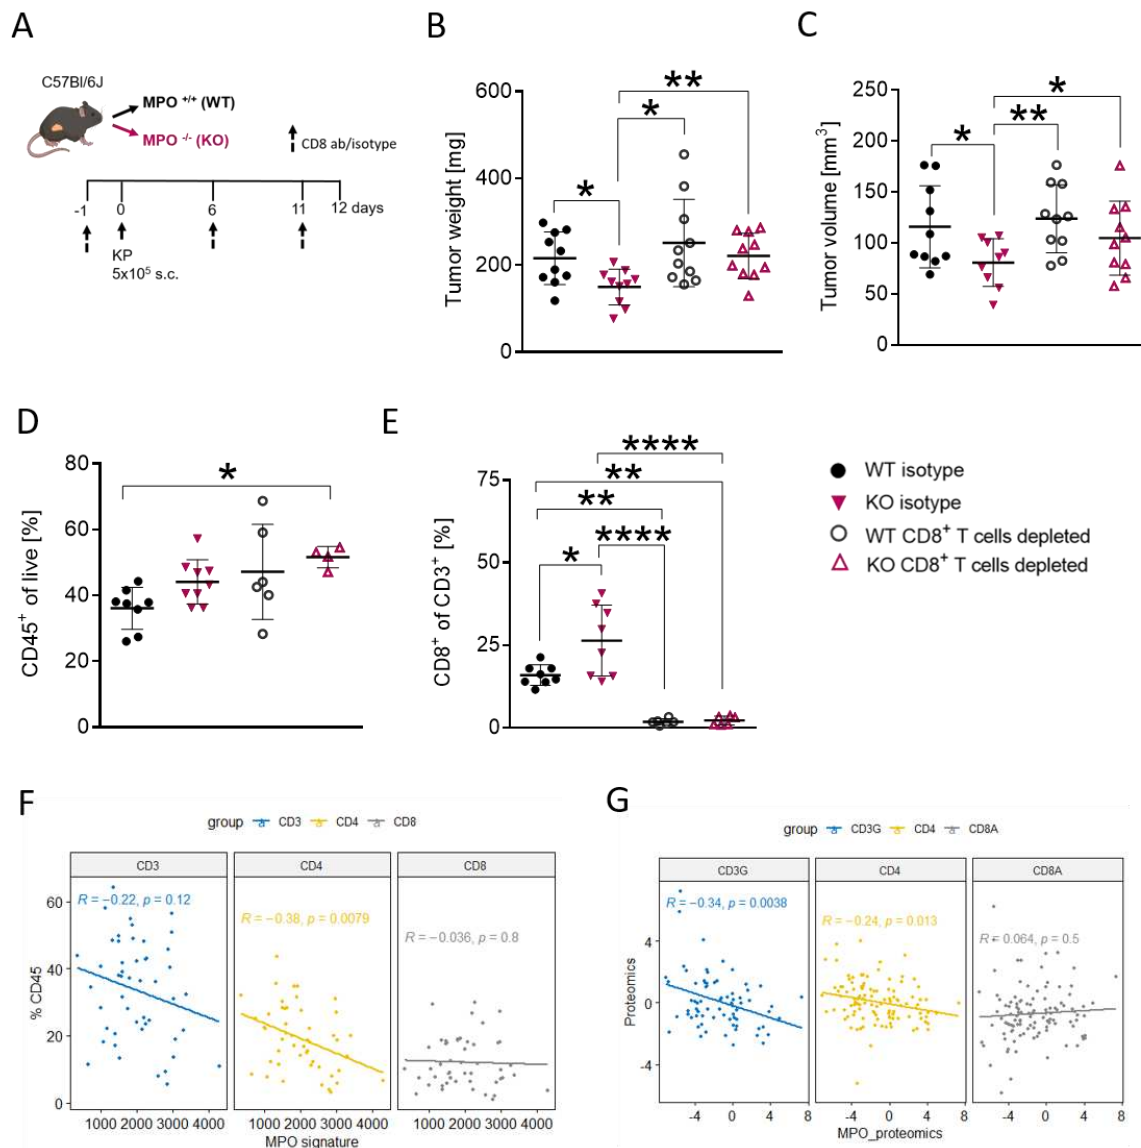 A
C57Bl/6J
MPO +/+ (WT)
MPO -/- (KO)
CD8 ab/isotype
-1 0 6 11 12 days
KP
5x10⁵ s.c.
B
Tumor weight [mg]
600
400
200
0
*
*
**
C
Tumor volume [mm³]
250
200
150
100
50
0
*
**
*
D
CD45⁺ of live [%]
80
60
40
20
0
*
E
CD8⁺ of CD3⁺ [%]
75
50
25
0
****
**
**
****
*
WT isotype
KO isotype
WT CD8⁺ T cells depleted
KO CD8⁺ T cells depleted
F
group CD3 CD4 CD8
CD3 CD4 CD8
R = −0.22, p = 0.12
R = −0.38, p = 0.0079
R = −0.036, p = 0.8
% CD45
60
40
20
0
1000 2000 3000 4000 1000 2000 3000 4000 1000 2000 3000 4000
MPO signature
G
group CD3G CD4 CD8A
CD3G CD4 CD8A
R = −0.34, p = 0.0038
R = −0.24, p = 0.013
R = 0.064, p = 0.5
Proteomics
4
0
-4
-4 0 4 8 -4 0 4 8 -4 0 4 8
MPO_proteomics